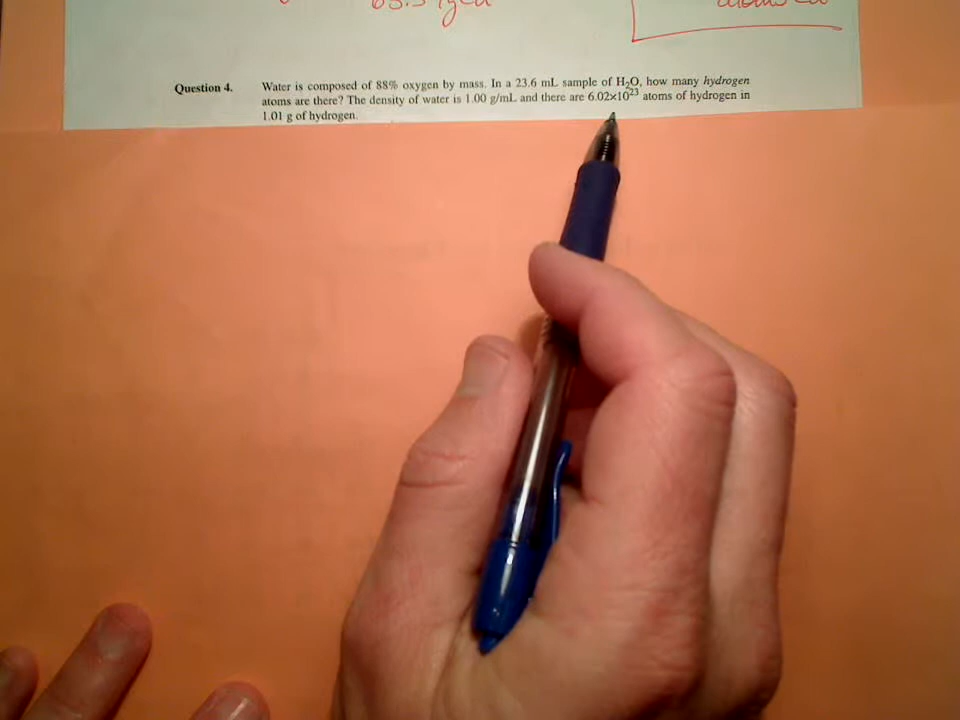 Question 4. Water is composed of 88% oxygen by mass. In a 23.6 mL sample of H₂O, how many hydrogen
atoms are there? The density of water is 1.00 g/mL and there are 6.02×10²³ atoms of hydrogen in
1.01 g of hydrogen.